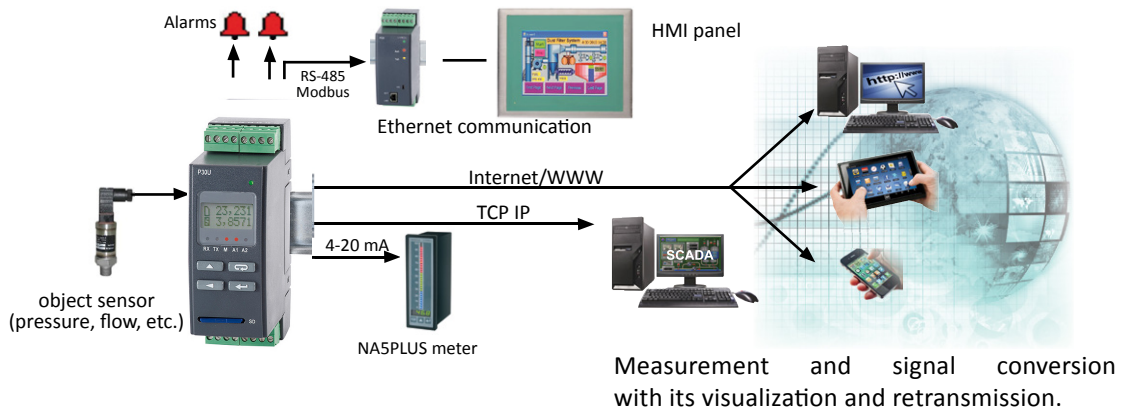 Alarms
RS-485
Modbus
HMI panel
Ethernet communication
http://www
P30U
23,231
3,8571
RX TX M A1 A2
SD
Internet/WWW
TCP IP
4-20 mA
SCADA
object sensor
(pressure, flow, etc.)
NA5PLUS meter
Measurement and signal conversion
with its visualization and retransmission.